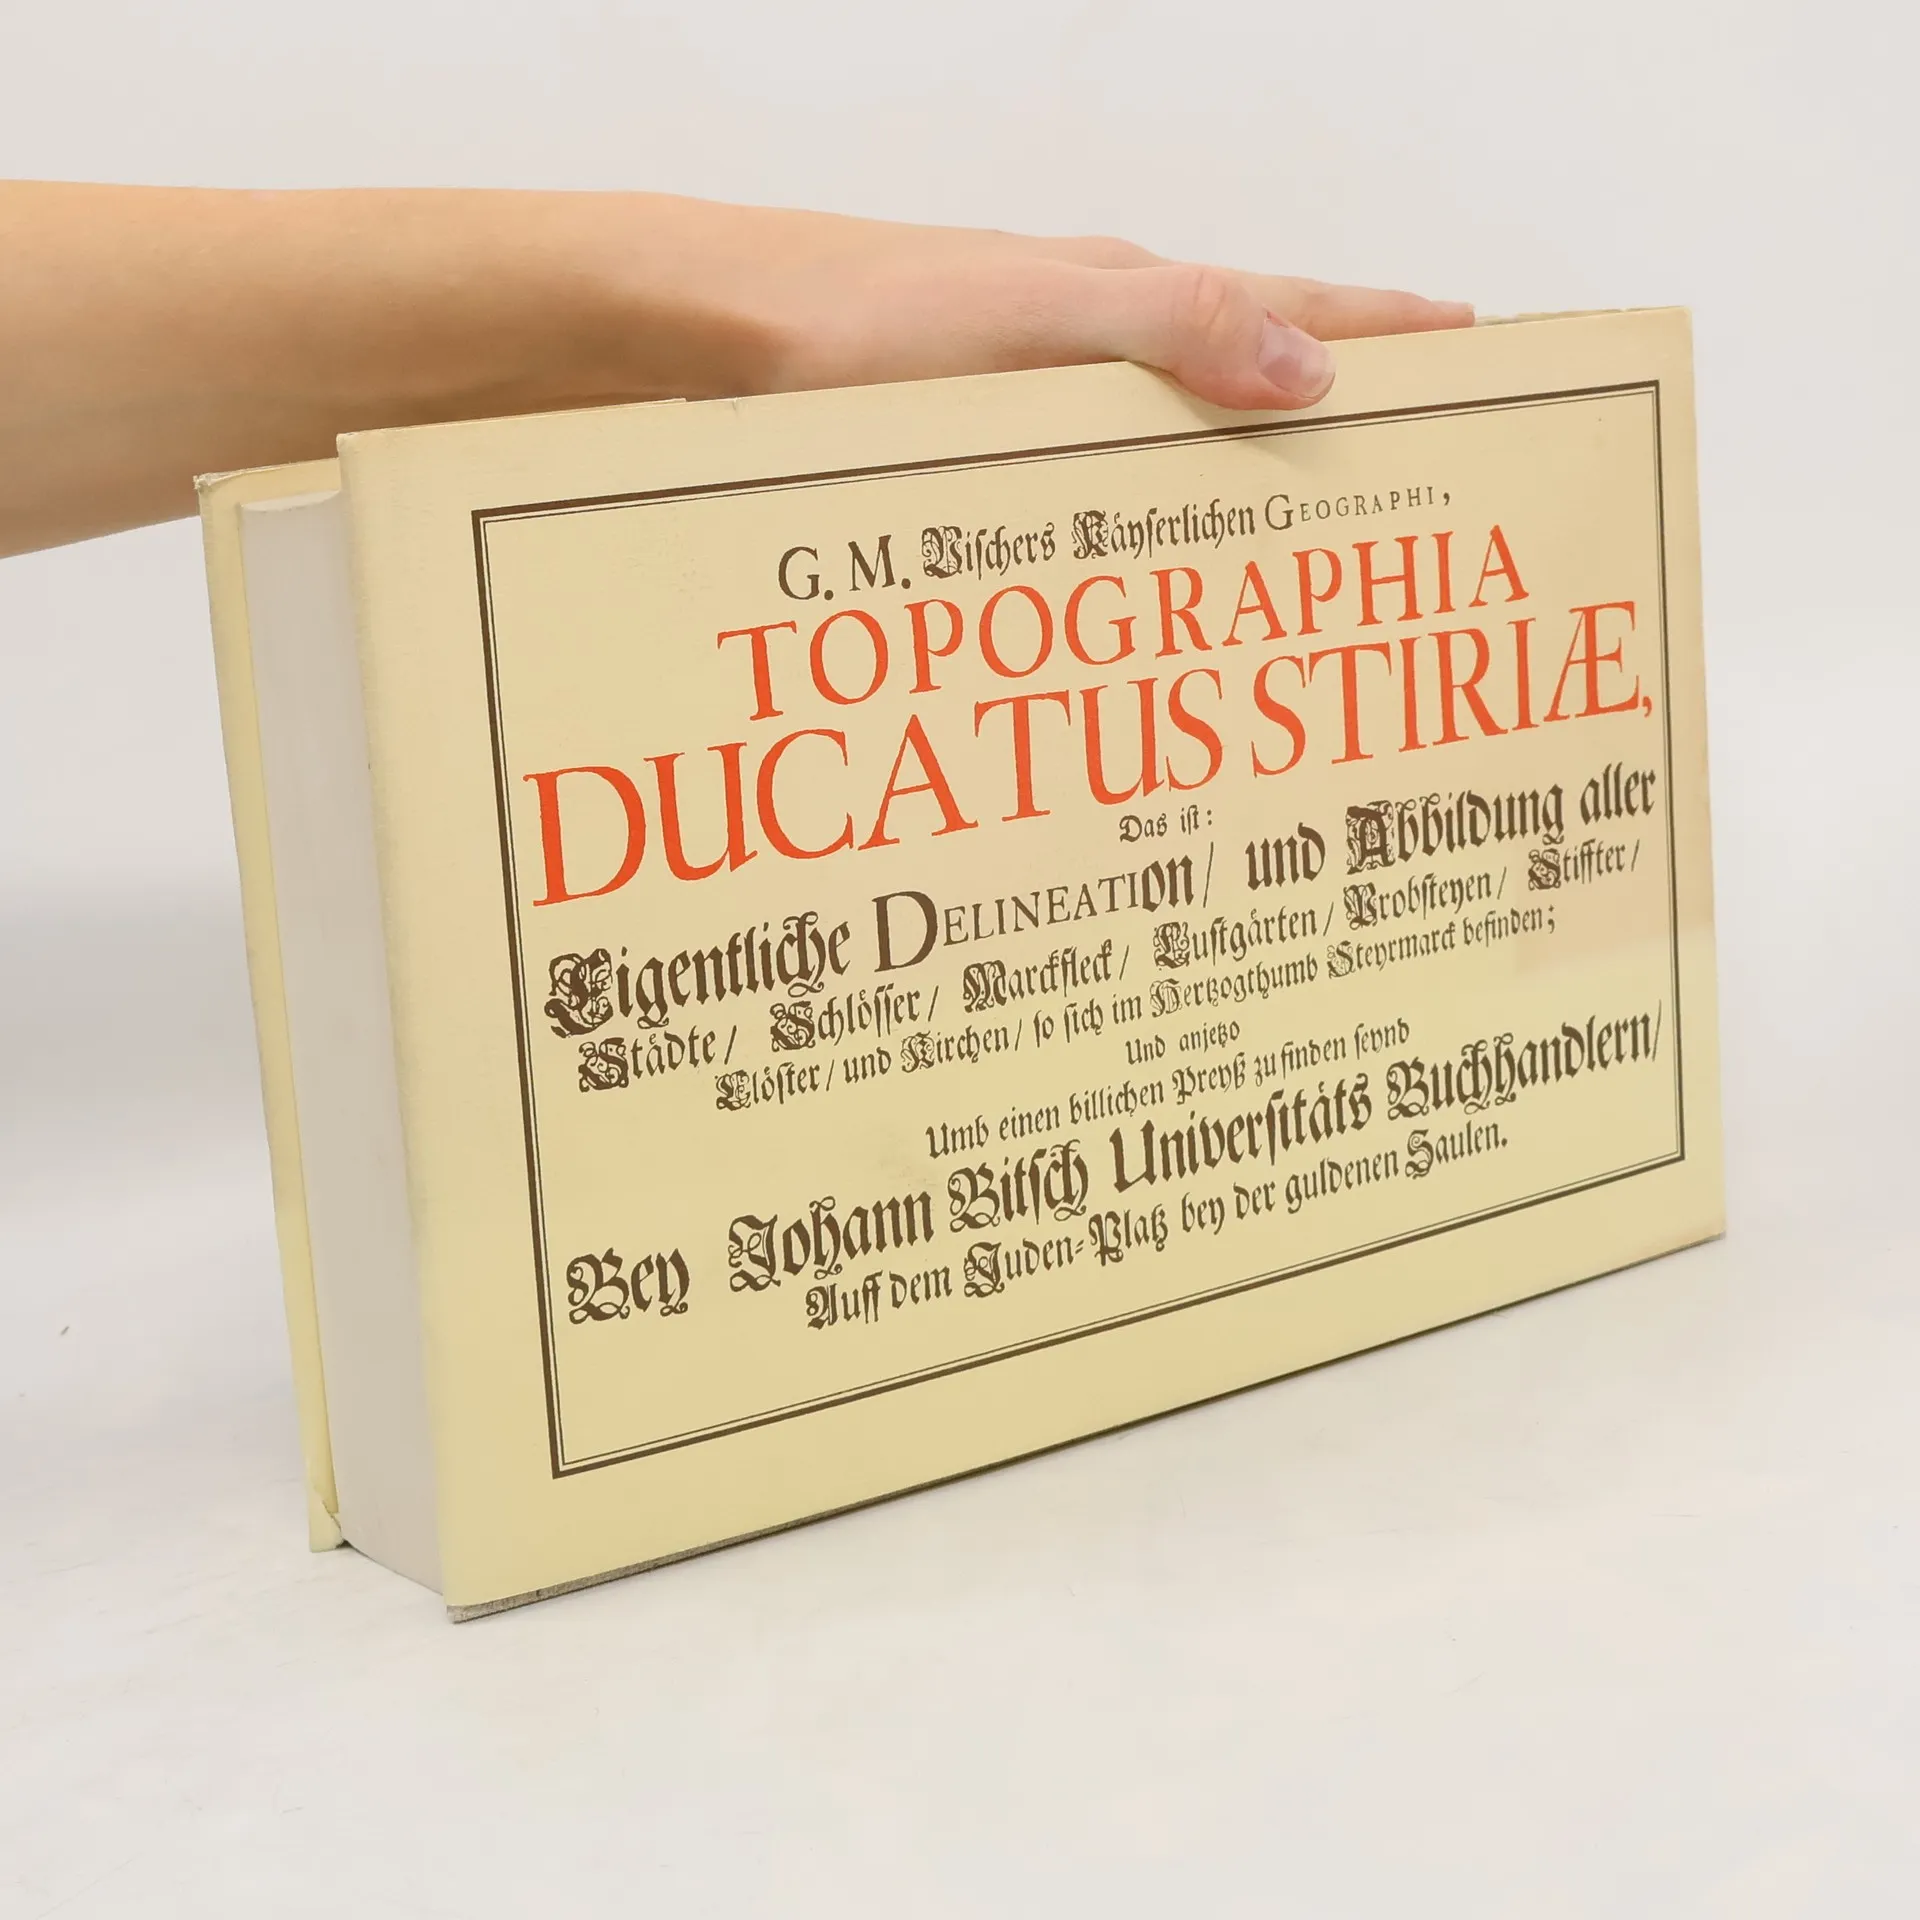 G. M. Viſchers Käyſerlichen GEOGRAPHI,
TOPOGRAPHIA
DUCATUS STIRIÆ,
Das iſt:
Eigentliche DELINEATION/ und Abbildung aller
Städte/ Schlöſſer/ Marckfleck/ Luſtgärten/ Probſteyen/ Stiffter/
Clöſter/ und Kirchen/ ſo ſich im Hertzogthumb Steyrmarck befinden;
Und anjetzo
Umb einen billichen Preyß zu finden ſeynd
Bey Johann Bitſch Univerſitäts Buchhandlern/
Auff dem Juden-Platz bey der guldenen Saulen.